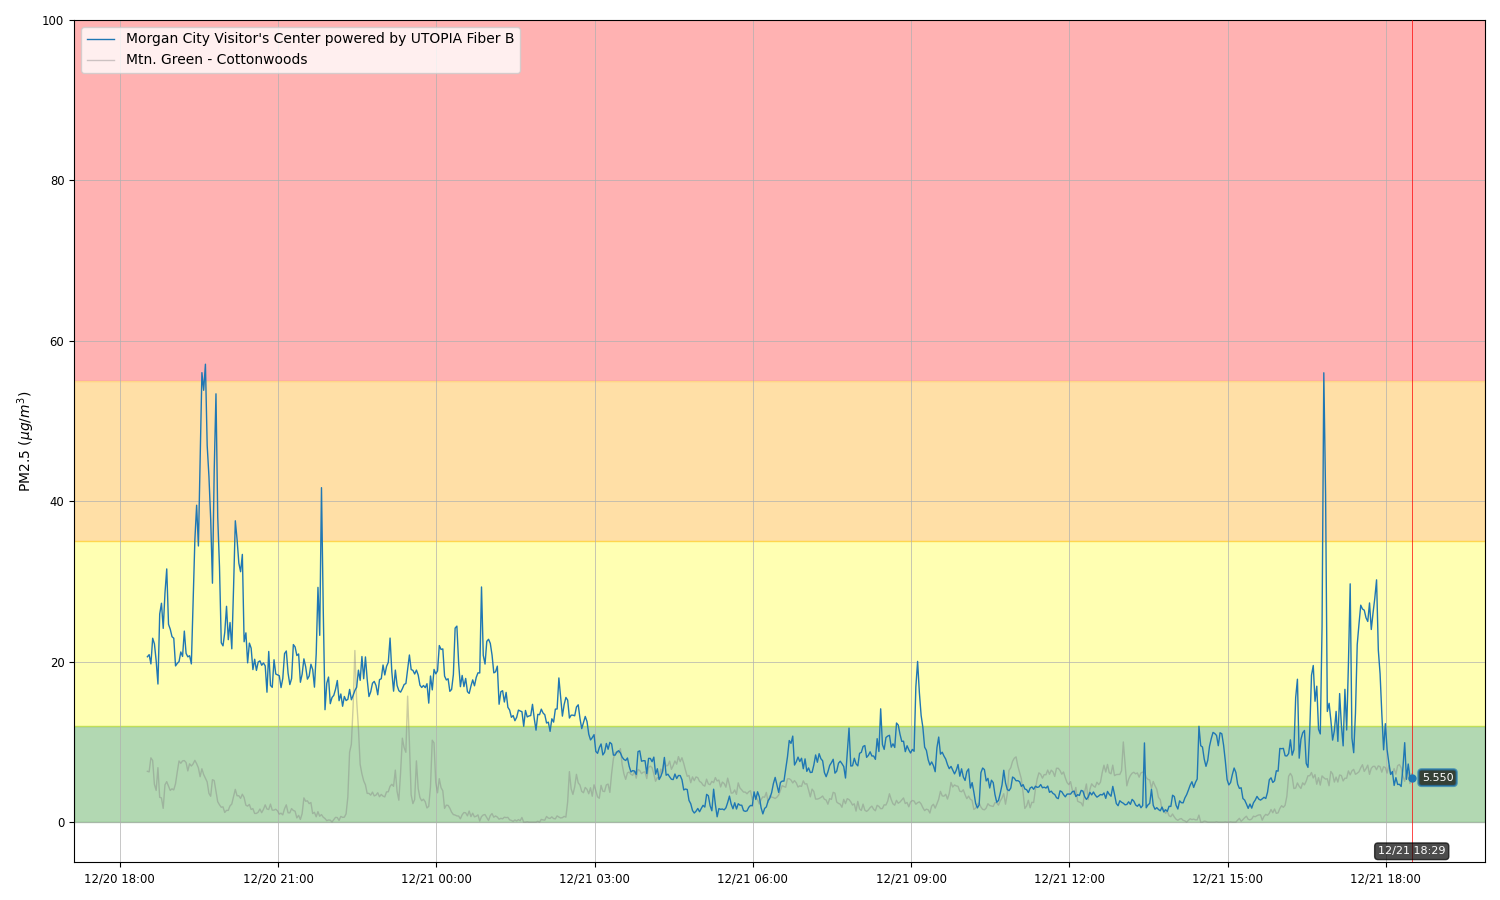 100
Morgan City Visitor's Center powered by UTOPIA Fiber B
Mtn. Green - Cottonwoods
80
60
PM2.5 (μg/m³)
40
20
5.550
0
12/21 18:29
12/20 18:00 12/20 21:00 12/21 00:00 12/21 03:00 12/21 06:00 12/21 09:00 12/21 12:00 12/21 15:00 12/21 18:00